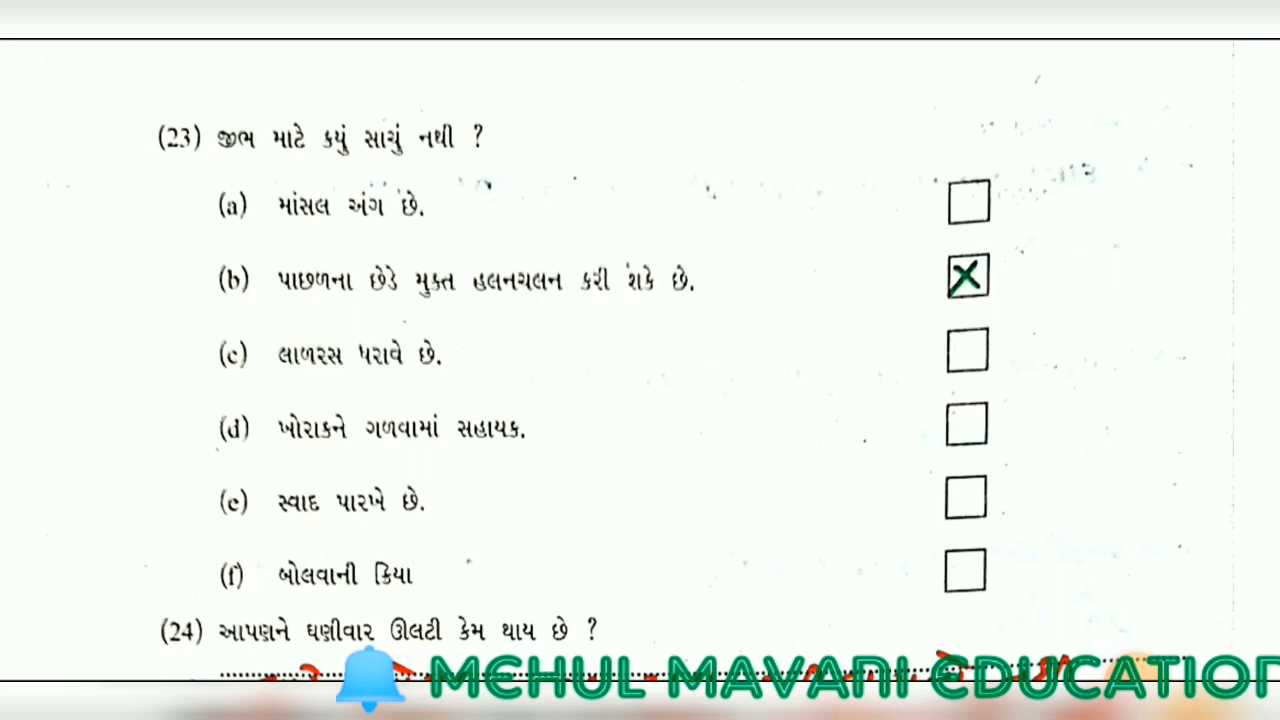 (23) જીભ માટે કયું સાચું નથી ?
(a) માંસલ અંગ છે.
(b) પાછળના છેડે મુક્ત હલનચલન કરી શકે છે.
(c) લાળરસ ધરાવે છે.
(d) ખોરાકને ગળવામાં સહાયક.
(e) સ્વાદ પારખે છે.
(f) બોલવાની ક્રિયા
(24) આપણને ઘણીવાર ઊલટી કેમ થાય છે ?
MEHUL MAVANI EDUCATION